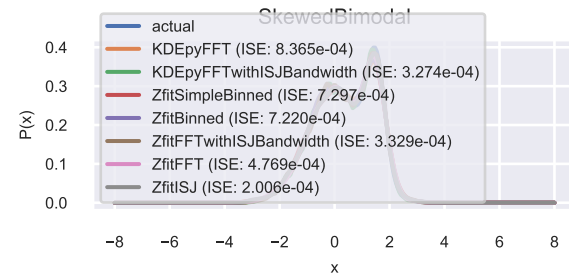 SkewedBimodal
actual
KDEpyFFT (ISE: 8.365e-04)
KDEpyFFTwithISJBandwidth (ISE: 3.274e-04)
ZfitSimpleBinned (ISE: 7.297e-04)
ZfitBinned (ISE: 7.220e-04)
ZfitFFTwithISJBandwidth (ISE: 3.329e-04)
ZfitFFT (ISE: 4.769e-04)
ZfitISJ (ISE: 2.006e-04)
P(x)
0.4
0.3
0.2
0.1
0.0
−8 −6 −4 −2 0 2 4 6 8
x